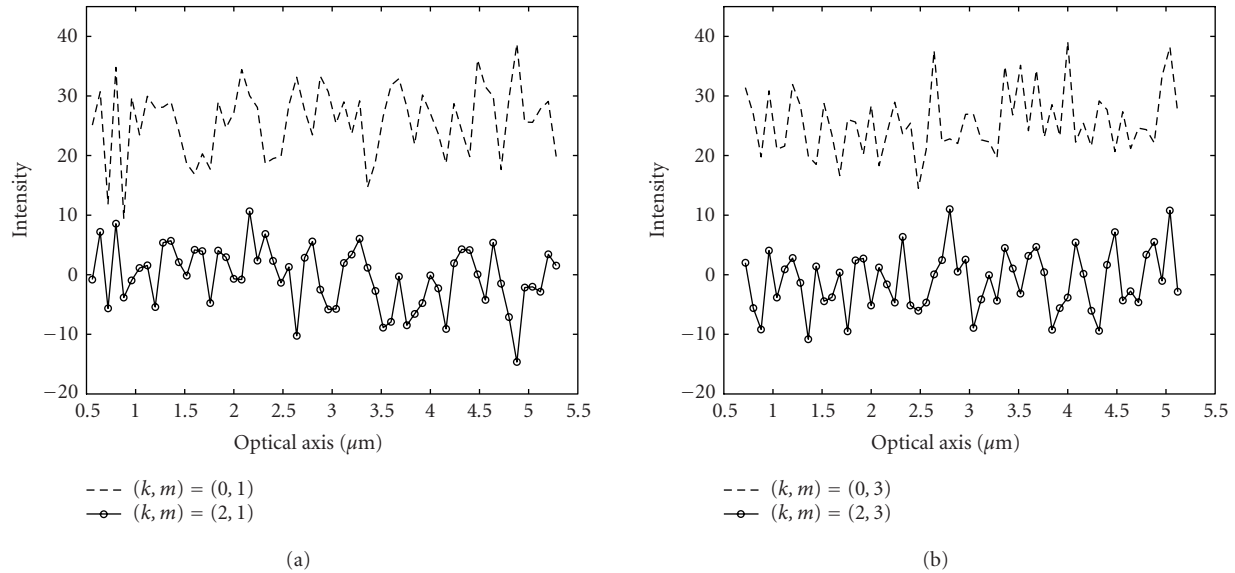 40
30
20
10
0
−10
−20
Intensity
0.5 1 1.5 2 2.5 3 3.5 4 4.5 5 5.5
Optical axis (μm)
(k, m) = (0, 1)
(k, m) = (2, 1)
(a)
40
30
20
10
0
−10
−20
Intensity
0.5 1 1.5 2 2.5 3 3.5 4 4.5 5 5.5
Optical axis (μm)
(k, m) = (0, 3)
(k, m) = (2, 3)
(b)